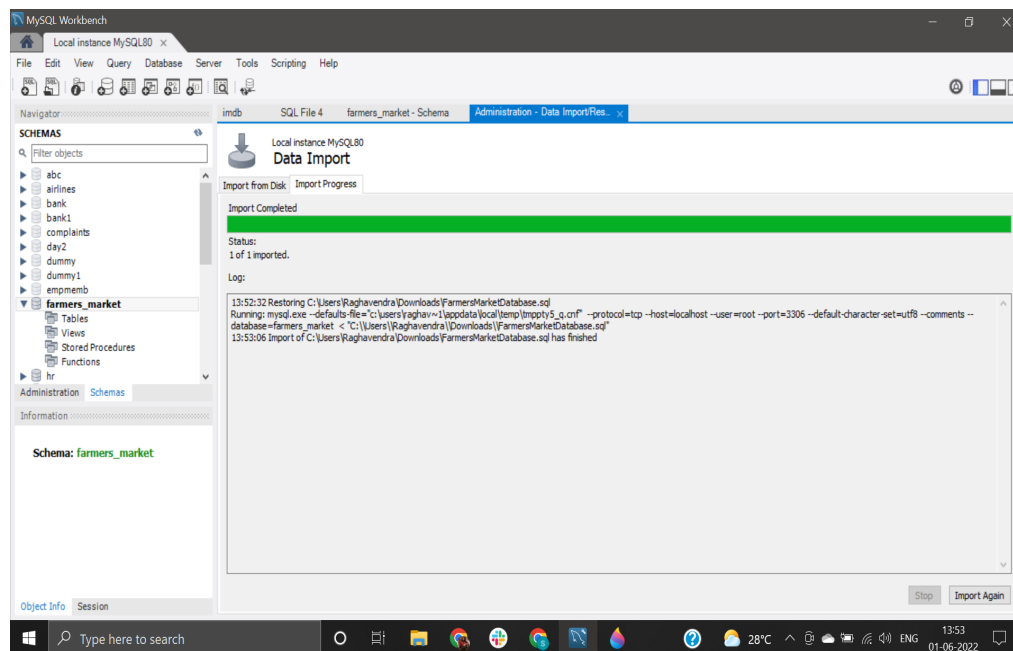 MySQL Workbench
Local instance MySQL80
File Edit View Query Database Server Tools Scripting Help
Navigator
SCHEMAS
Filter objects
abc
airlines
bank
bank1
complaints
day2
dummy
dummy1
empmemb
farmers_market
Tables
Views
Stored Procedures
Functions
hr
Administration Schemas
Information
Schema: farmers_market
Object Info Session
imdb SQL File 4 farmers_market - Schema Administration - Data Import/Res...
Local instance MySQL80
Data Import
Import from Disk Import Progress
Import Completed
Status:
1 of 1 imported.
Log:
13:52:32 Restoring C:\Users\Raghavendra\Downloads\FarmersMarketDatabase.sql
Running: mysql.exe --defaults-file="c:\users\raghav~1\appdata\local\temp\tmppty5_q.cnf" --protocol=tcp --host=localhost --user=root --port=3306 --default-character-set=utf8 --comments --
database=farmers_market < "C:\\Users\\Raghavendra\\Downloads\\FarmersMarketDatabase.sql"
13:53:06 Import of C:\Users\Raghavendra\Downloads\FarmersMarketDatabase.sql has finished
Stop Import Again
Type here to search
28°C ENG
13:53
01-06-2022